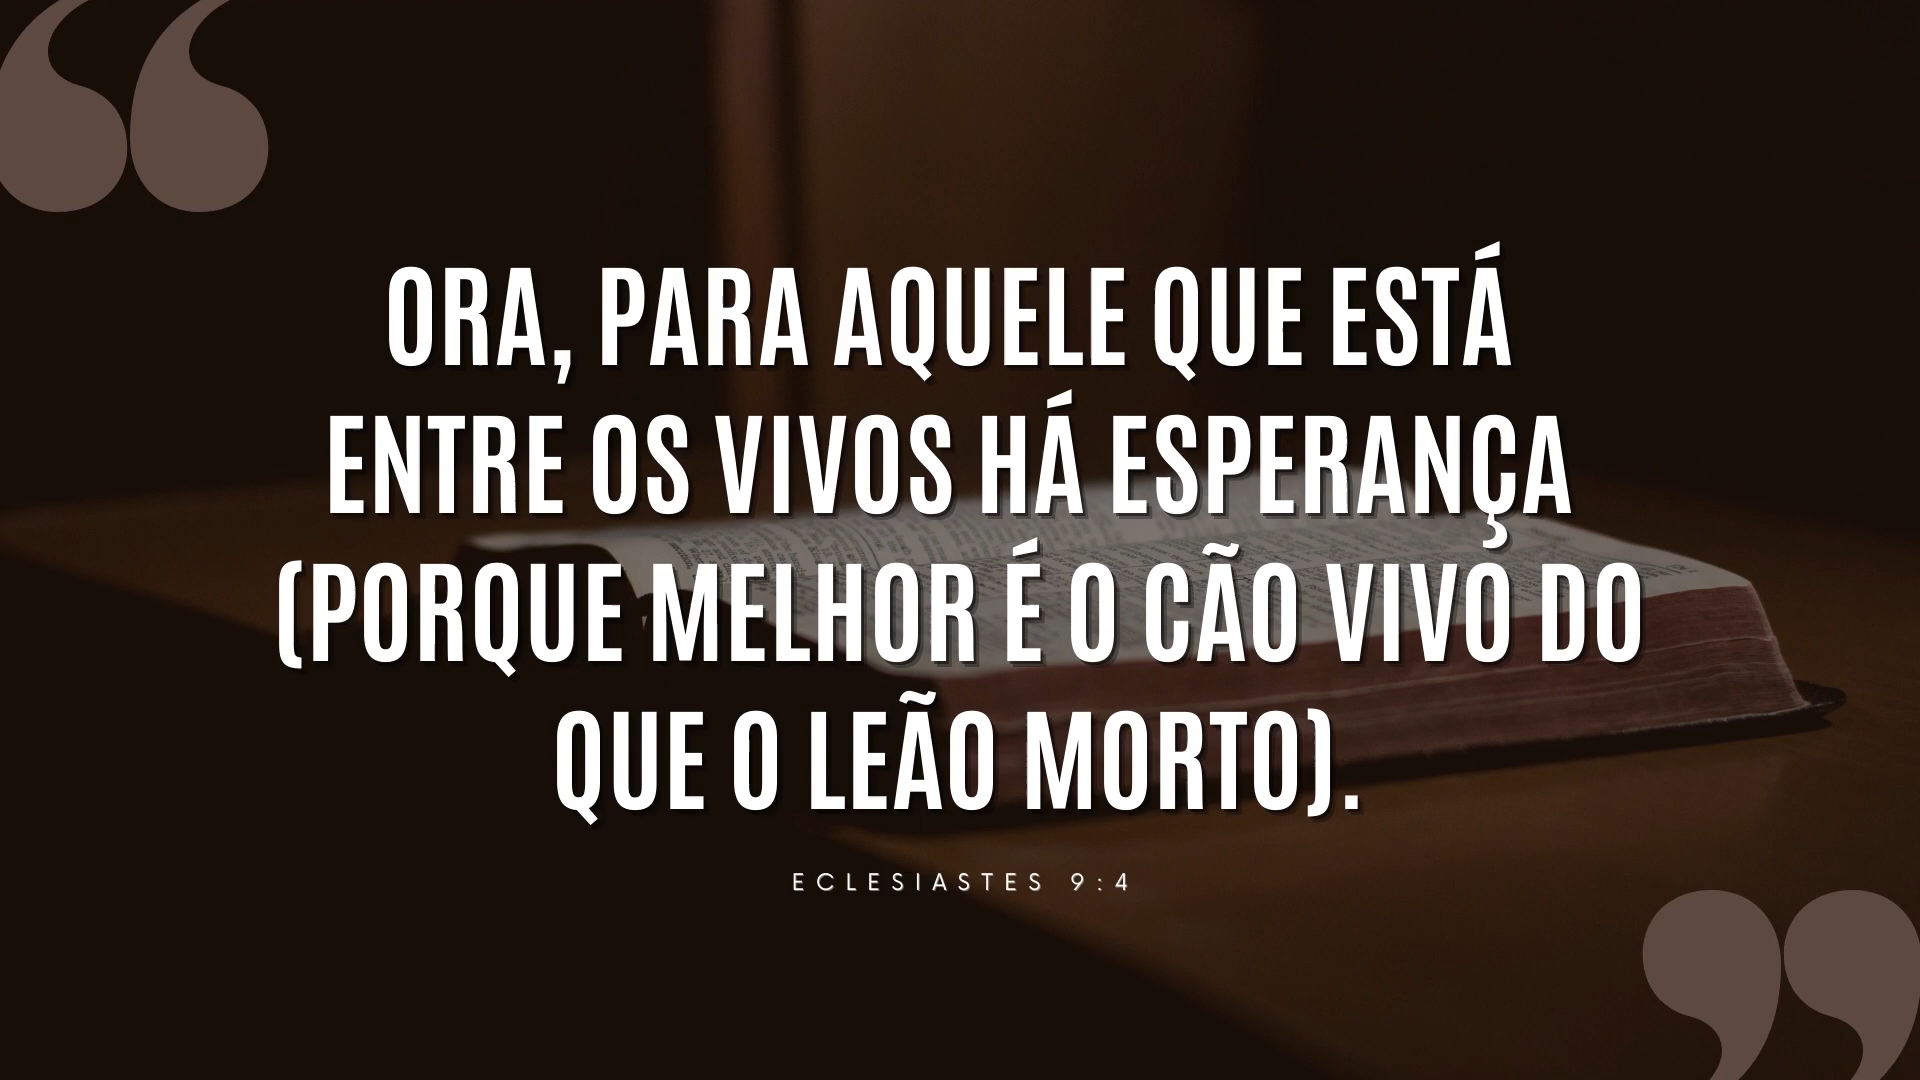 ORA, PARA AQUELE QUE ESTÁ
ENTRE OS VIVOS HÁ ESPERANÇA
(PORQUE MELHOR É O CÃO VIVO DO
QUE O LEÃO MORTO).
ECLESIASTES 9:4